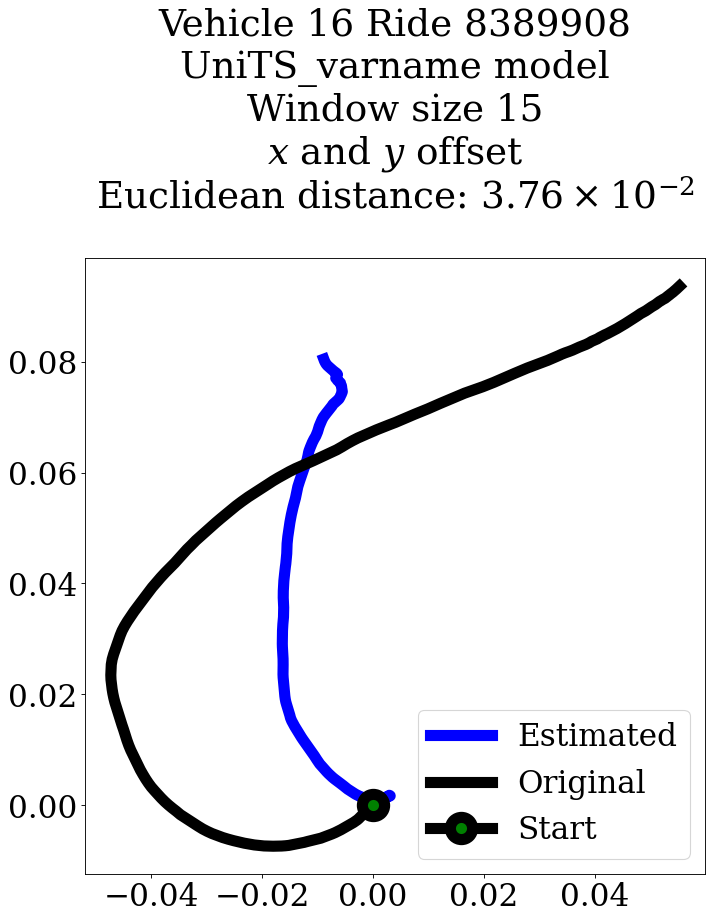 Vehicle 16 Ride 8389908
UniTS_varname model
Window size 15
x and y offset
Euclidean distance: 3.76 × 10⁻²
0.08
0.06
0.04
0.02
0.00
Estimated
Original
Start
−0.04 −0.02 0.00 0.02 0.04